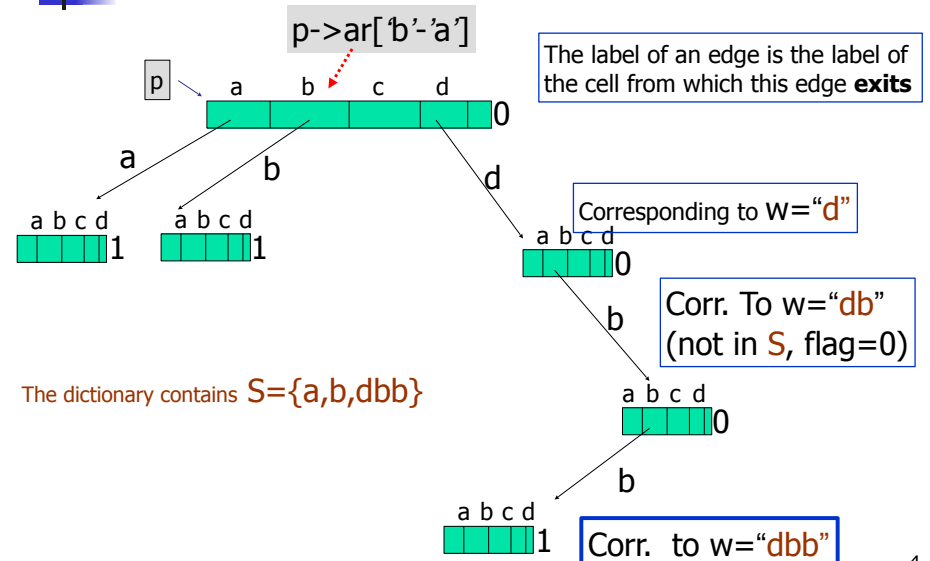 p->ar['b'-'a']
The label of an edge is the label of
the cell from which this edge exits
p
a b c d
0
a
b
d
Corresponding to w="d"
a b c d
1
a b c d
1
a b c d
0
b
Corr. To w="db"
(not in S, flag=0)
The dictionary contains S={a,b,dbb}
a b c d
0
b
a b c d
1
Corr. to w="dbb"